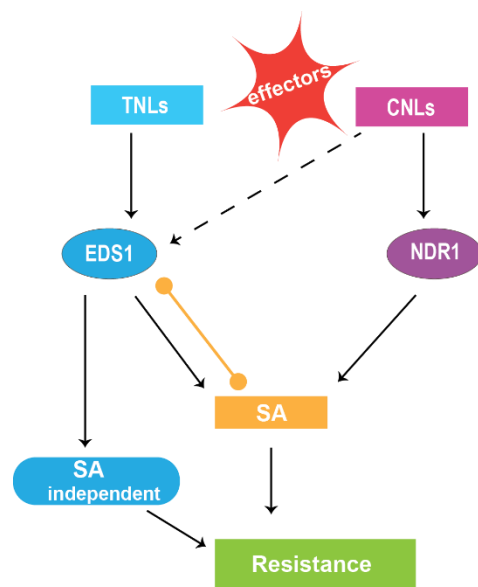 effectors
TNLs
CNLs
EDS1
NDR1
SA
SA
independent
Resistance